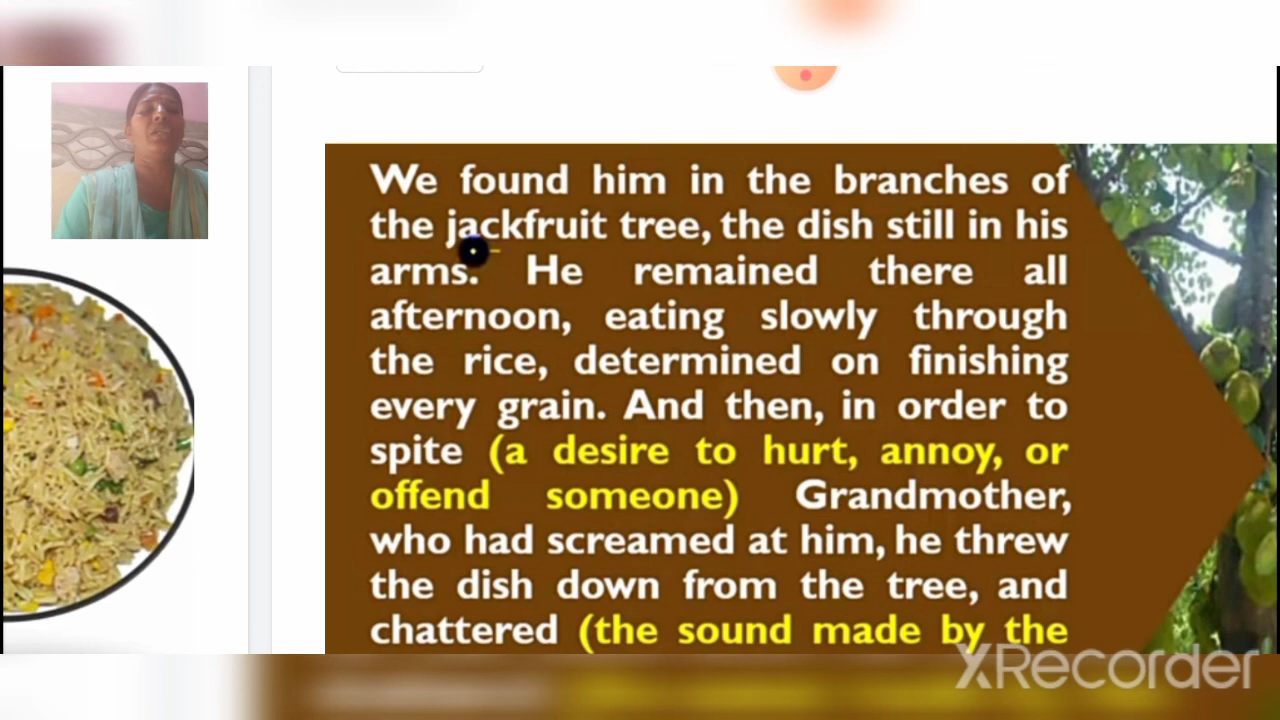 We found him in the branches of
the jackfruit tree, the dish still in his
arms. He remained there all
afternoon, eating slowly through
the rice, determined on finishing
every grain. And then, in order to
spite (a desire to hurt, annoy, or
offend someone) Grandmother,
who had screamed at him, he threw
the dish down from the tree, and
chattered (the sound made by the
XRecorder